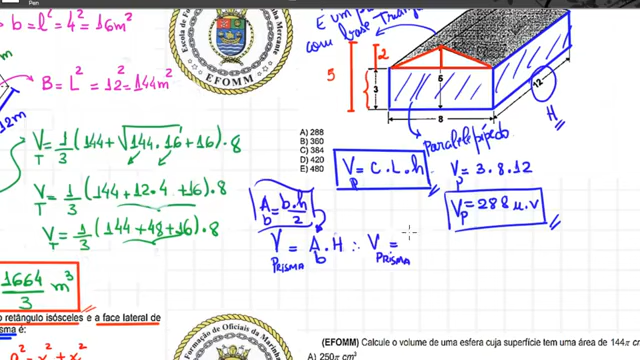 Pen
b = l² = 4² = 16m²
B = L² = 12² = 144m²
12m
V_T = 1/3 (144 + √144.16 + 16) . 8
V_T = 1/3 (144 + 12.4 + 16) . 8
V_T = 1/3 (144 + 48 + 16) . 8
1664/3 m³
retângulo isósceles e a face lateral de
é:
EFOMM
É um
com base
5
2
3
5
8
12
H
Paralelepípedo
A) 288
B) 360
C) 384
D) 420
E) 480
V_P = C . L . h
V_P = 3 . 8 . 12
V_P = 288 u.v
A_b = b.h/2
V_PRISMA = A_b . H ∴ V_PRISMA =
(EFOMM) Calcule o volume de uma esfera cuja superfície tem uma área de 144π
A) 250π cm³